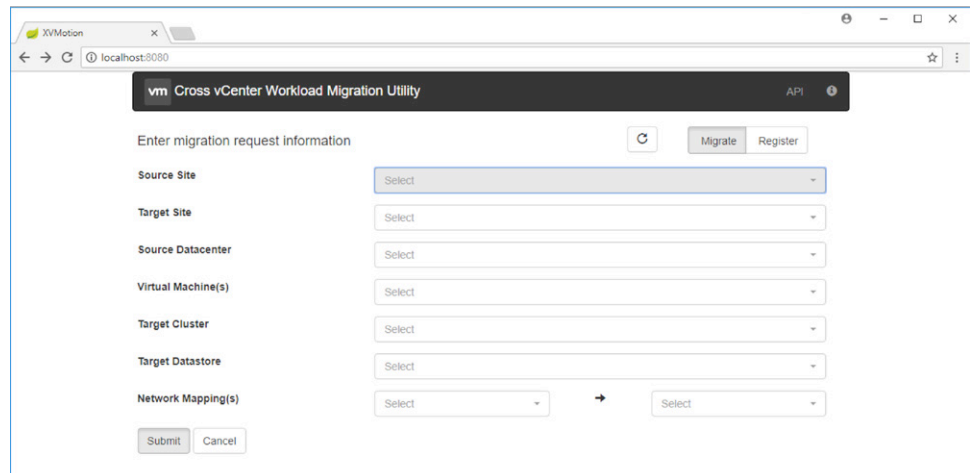 XVMotion
localhost:8080
vm Cross vCenter Workload Migration Utility API
Enter migration request information Migrate Register
Source Site Select
Target Site Select
Source Datacenter Select
Virtual Machine(s) Select
Target Cluster Select
Target Datastore Select
Network Mapping(s) Select Select
Submit Cancel